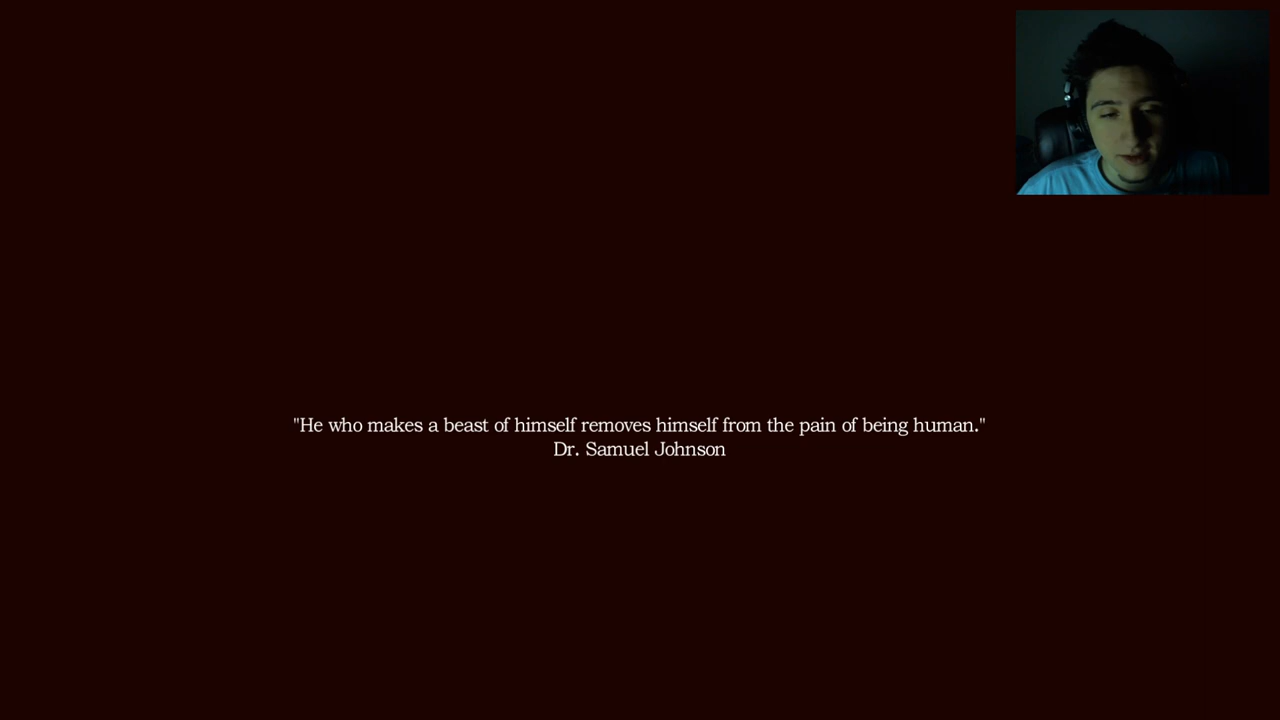 "He who makes a beast of himself removes himself from the pain of being human."
Dr. Samuel Johnson